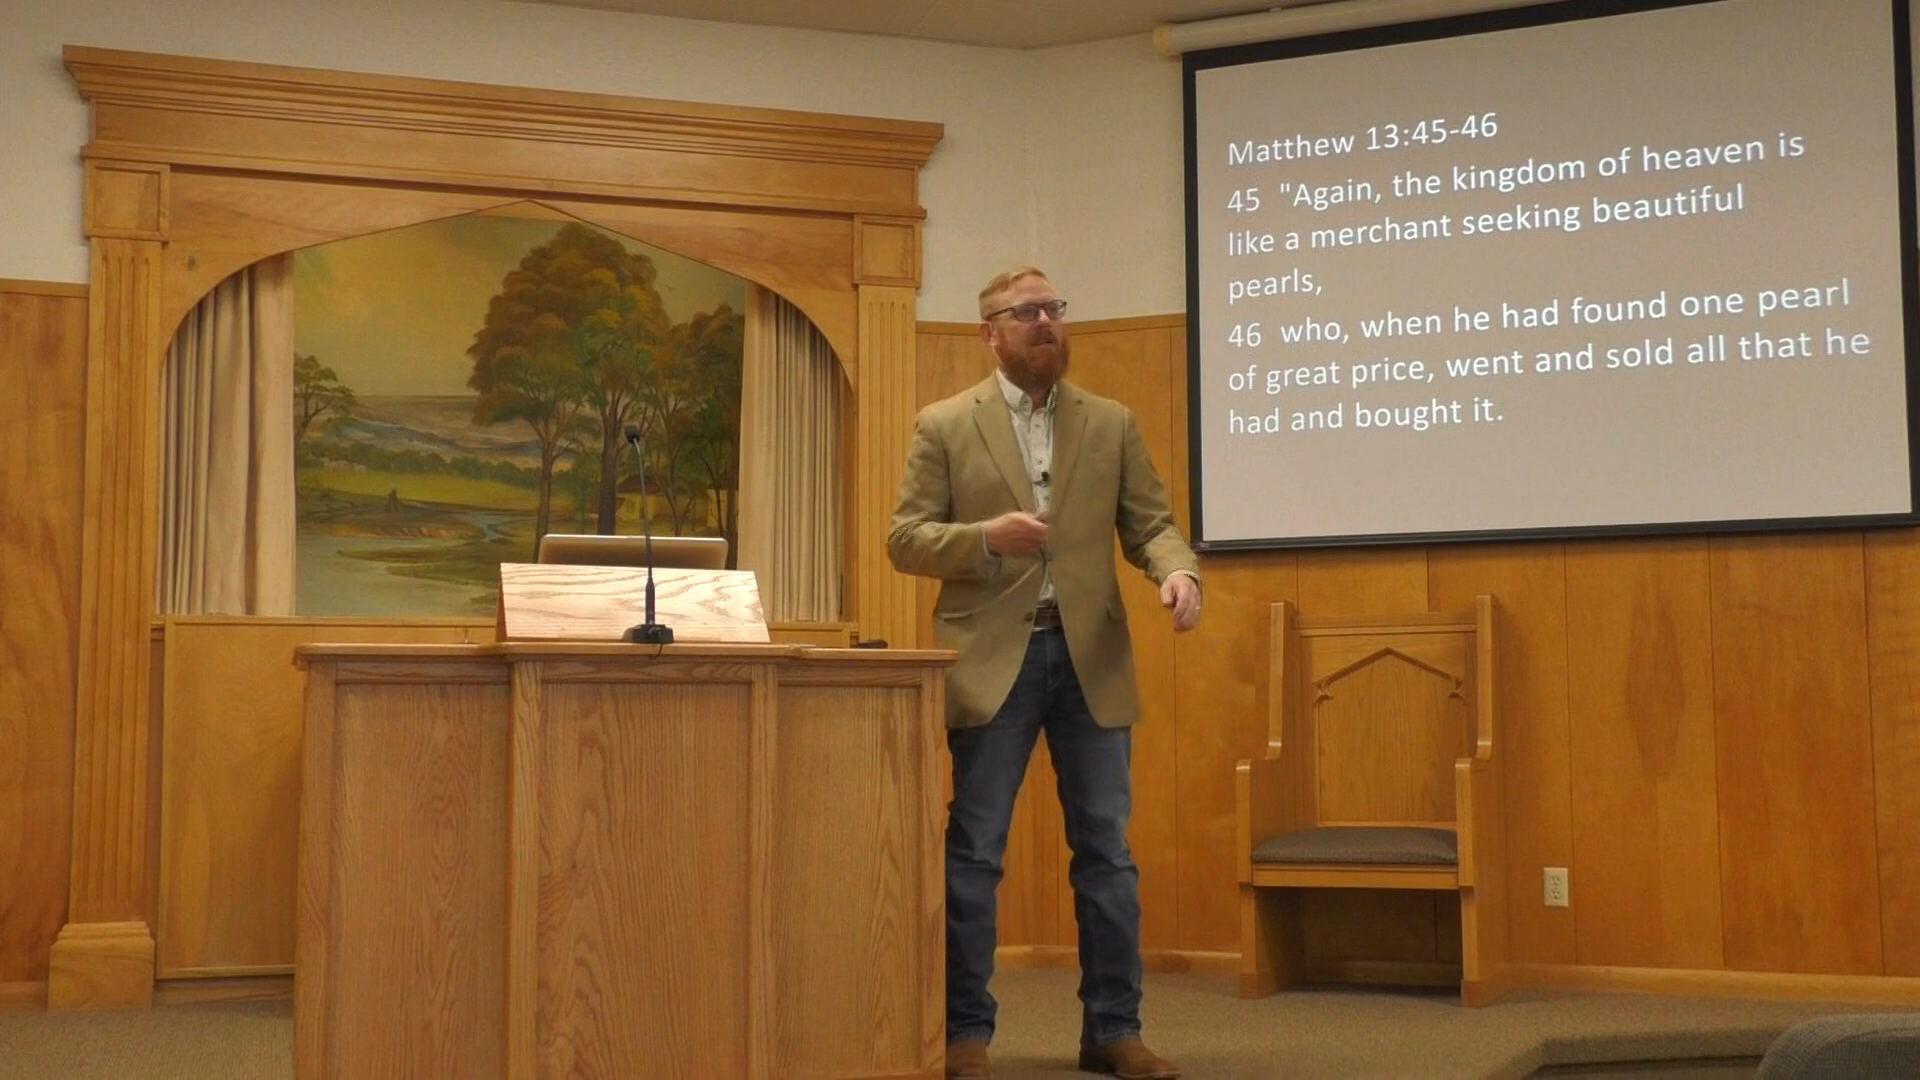 Matthew 13:45-46
45 "Again, the kingdom of heaven is
like a merchant seeking beautiful
pearls,
46 who, when he had found one pearl
of great price, went and sold all that he
had and bought it.